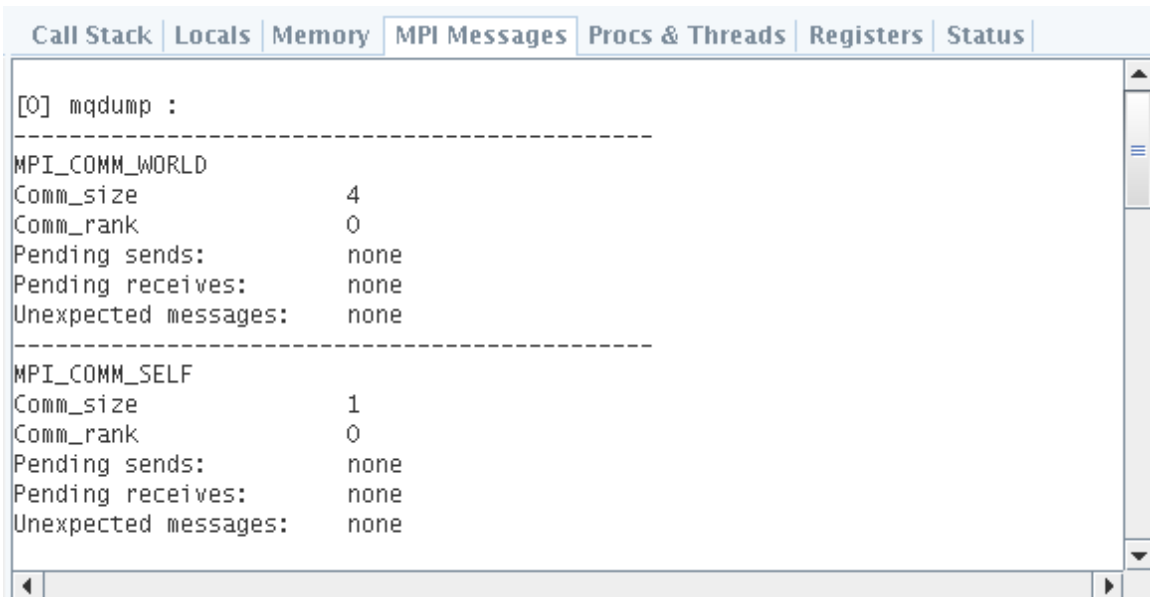 Call Stack Locals Memory MPI Messages Procs & Threads Registers Status
[0] mqdump :
----------------------------------------------
MPI_COMM_WORLD
Comm_size 4
Comm_rank 0
Pending sends: none
Pending receives: none
Unexpected messages: none
----------------------------------------------
MPI_COMM_SELF
Comm_size 1
Comm_rank 0
Pending sends: none
Pending receives: none
Unexpected messages: none